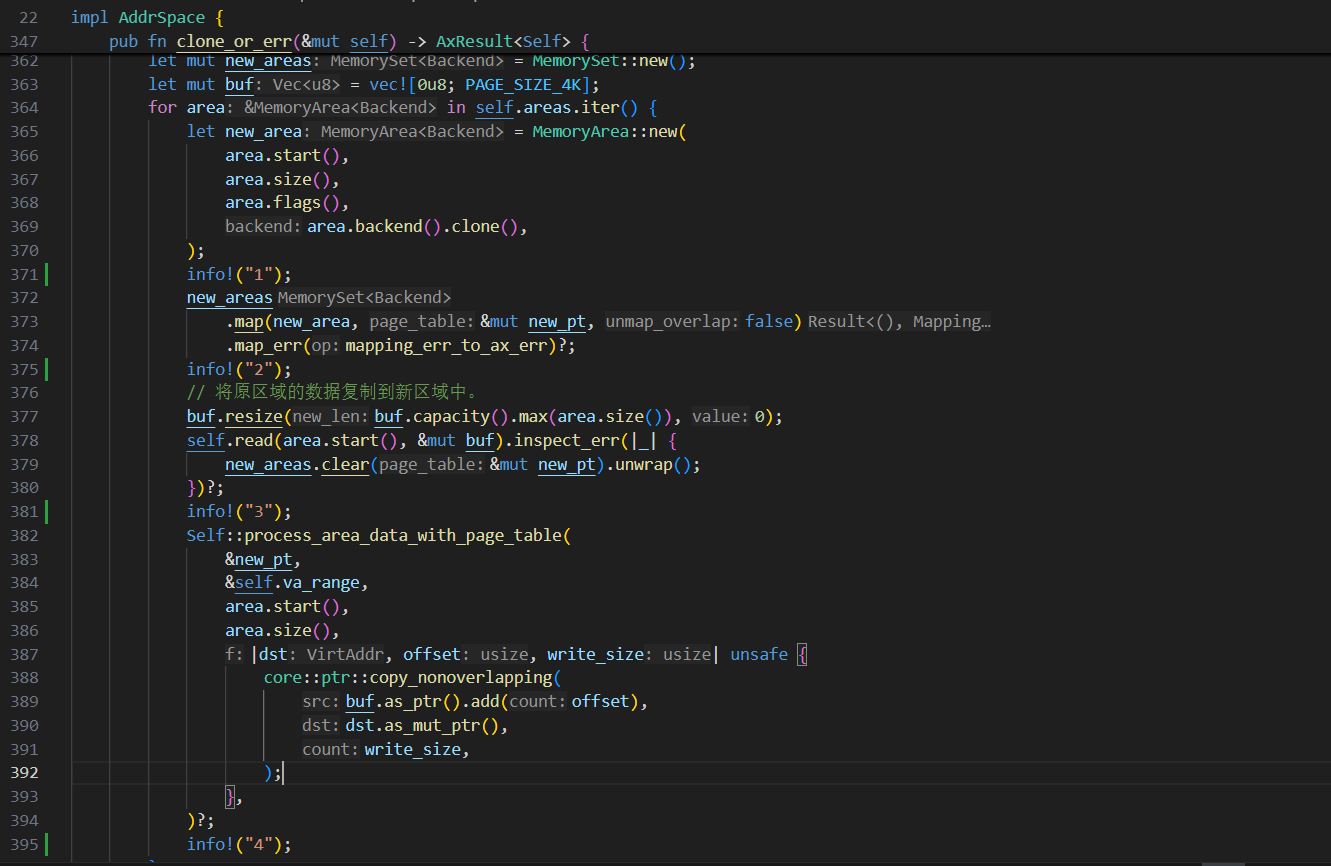 22 impl AddrSpace {
347 pub fn clone_or_err(&mut self) -> AxResult<Self> {
362 let mut new_areas: MemorySet<Backend> = MemorySet::new();
363 let mut buf: Vec<u8> = vec![0u8; PAGE_SIZE_4K];
364 for area: &MemoryArea<Backend> in self.areas.iter() {
365 let new_area: MemoryArea<Backend> = MemoryArea::new(
366 area.start(),
367 area.size(),
368 area.flags(),
369 backend: area.backend().clone(),
370 );
371 info!("1");
372 new_areas MemorySet<Backend>
373 .map(new_area, page_table: &mut new_pt, unmap_overlap: false) Result<(), Mapping…
374 .map_err(op: mapping_err_to_ax_err)?;
375 info!("2");
376 // 将原区域的数据复制到新区域中。
377 buf.resize(new_len: buf.capacity().max(area.size()), value: 0);
378 self.read(area.start(), &mut buf).inspect_err(|_| {
379 new_areas.clear(page_table: &mut new_pt).unwrap();
380 })?;
381 info!("3");
382 Self::process_area_data_with_page_table(
383 &new_pt,
384 &self.va_range,
385 area.start(),
386 area.size(),
387 f: |dst: VirtAddr, offset: usize, write_size: usize| unsafe {
388 core::ptr::copy_nonoverlapping(
389 src: buf.as_ptr().add(count: offset),
390 dst: dst.as_mut_ptr(),
391 count: write_size,
392 );
393 },
394 )?;
395 info!("4");